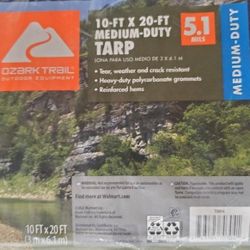 10-FT X 20-FT
MEDIUM-DUTY
TARP
LONA PARA USO MEDIO DE 3 X 6.1 M
5.1
MILS
MEDIUM-DUTY
OZARK TRAIL
OUTDOOR EQUIPMENT
• Tear, weather and crack resistant
• Heavy-duty polycarbonate grommets
• Reinforced hems
Find more at Walmart.com
10 FT X 20 FT
(3 m x 6.1 m)